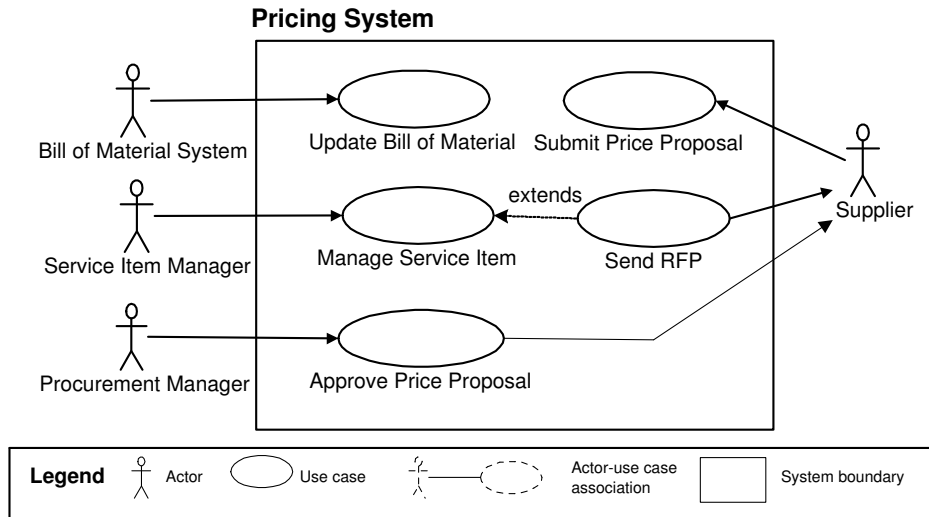 Pricing System
Update Bill of Material
Submit Price Proposal
Bill of Material System
extends
Supplier
Manage Service Item
Send RFP
Service Item Manager
Approve Price Proposal
Procurement Manager
Legend
Actor
Use case
Actor-use case
association
System boundary